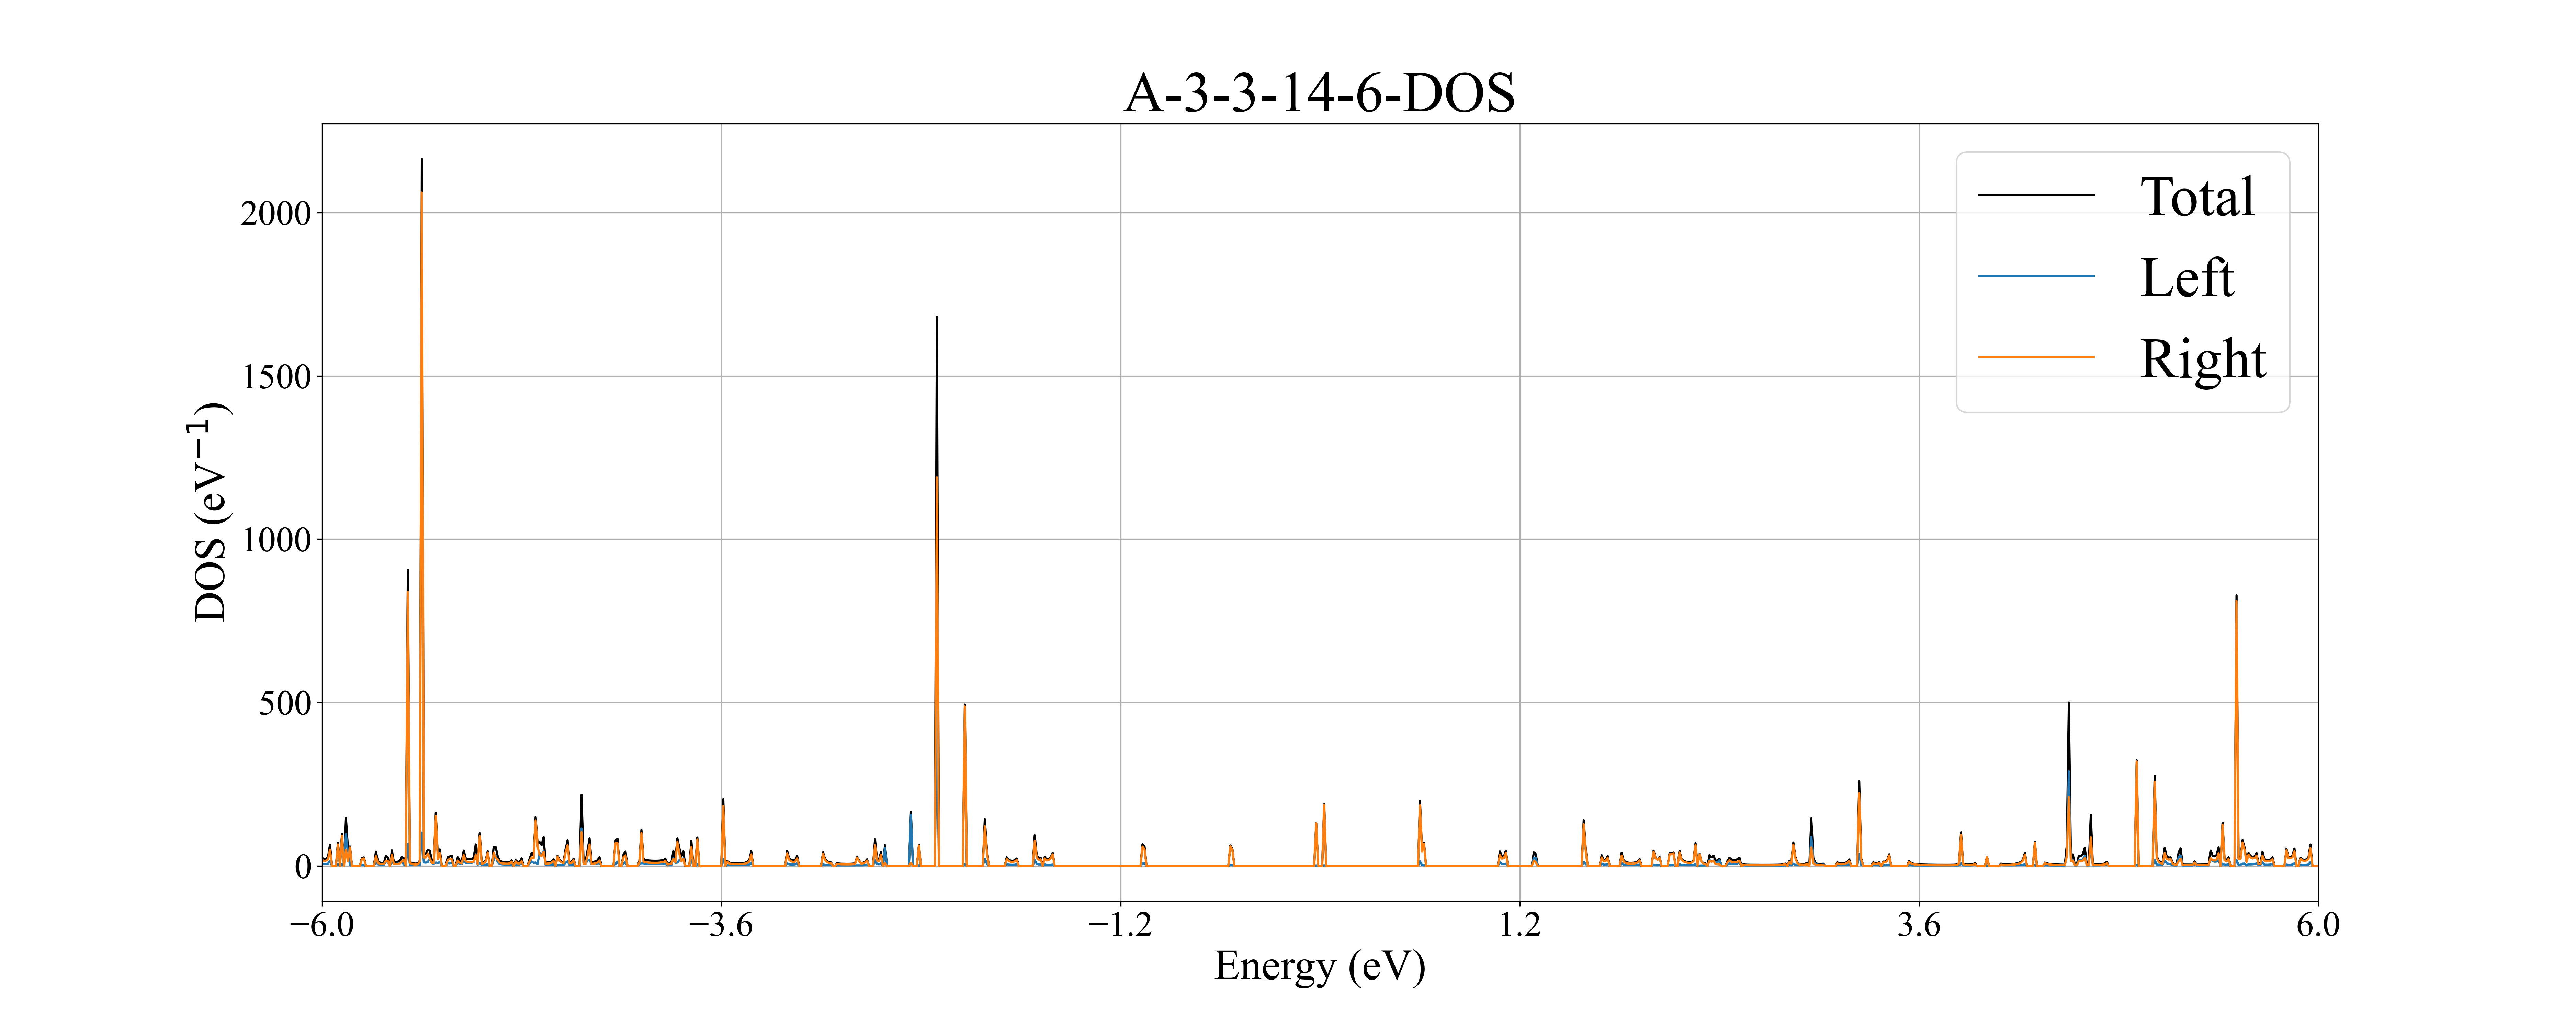 A-3-3-14-6-DOS
Total
Left
Right
DOS (eV⁻¹)
2000
1500
1000
500
0
−6.0 −3.6 −1.2 1.2 3.6 6.0
Energy (eV)